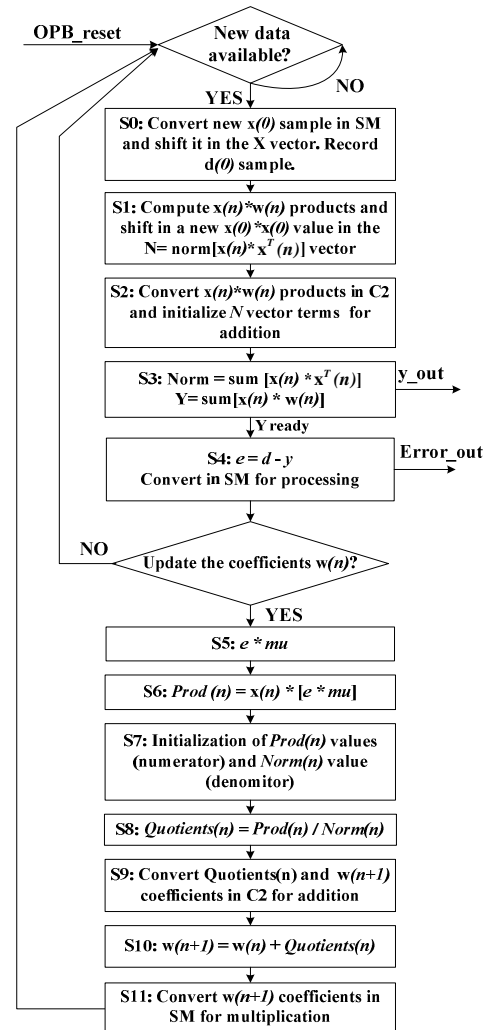 OPB_reset
New data
available?
NO
YES
S0: Convert new x(0) sample in SM
and shift it in the X vector. Record
d(0) sample.
S1: Compute x(n)*w(n) products and
shift in a new x(0)*x(0) value in the
N= norm[x(n)*x^T(n)] vector
S2: Convert x(n)*w(n) products in C2
and initialize N vector terms for
addition
S3: Norm = sum [x(n)*x^T(n)]
Y= sum[x(n) * w(n)]
y_out
Y ready
S4: e = d - y
Convert in SM for processing
Error_out
NO
Update the coefficients w(n)?
YES
S5: e * mu
S6: Prod (n) = x(n) * [e * mu]
S7: Initialization of Prod(n) values
(numerator) and Norm(n) value
(denomitor)
S8: Quotients(n) = Prod(n) / Norm(n)
S9: Convert Quotients(n) and w(n+1)
coefficients in C2 for addition
S10: w(n+1) = w(n) + Quotients(n)
S11: Convert w(n+1) coefficients in
SM for multiplication